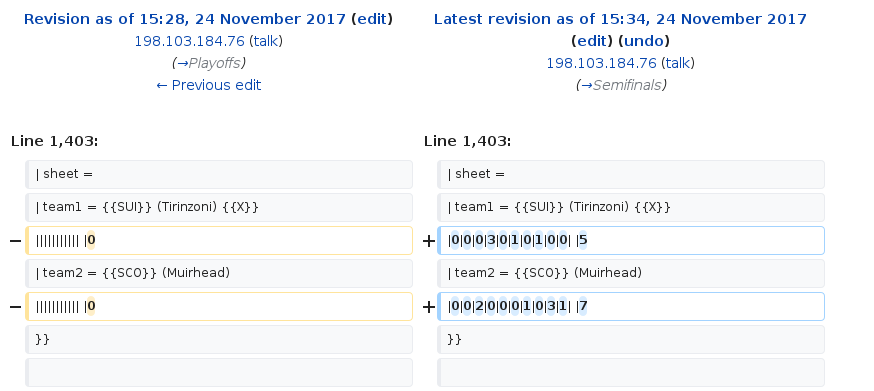 Revision as of 15:28, 24 November 2017 (edit)
198.103.184.76 (talk)
(→Playoffs)
← Previous edit
Line 1,403:
| sheet =
| team1 = {{SUI}} (Tirinzoni) {{X}}
− ||||||||||| |0
| team2 = {{SCO}} (Muirhead)
− ||||||||||| |0
}}
Latest revision as of 15:34, 24 November 2017
(edit) (undo)
198.103.184.76 (talk)
(→Semifinals)
Line 1,403:
| sheet =
| team1 = {{SUI}} (Tirinzoni) {{X}}
+ |0|0|0|3|0|1|0|1|0|0| |5
| team2 = {{SCO}} (Muirhead)
+ |0|0|2|0|0|0|1|0|3|1| |7
}}